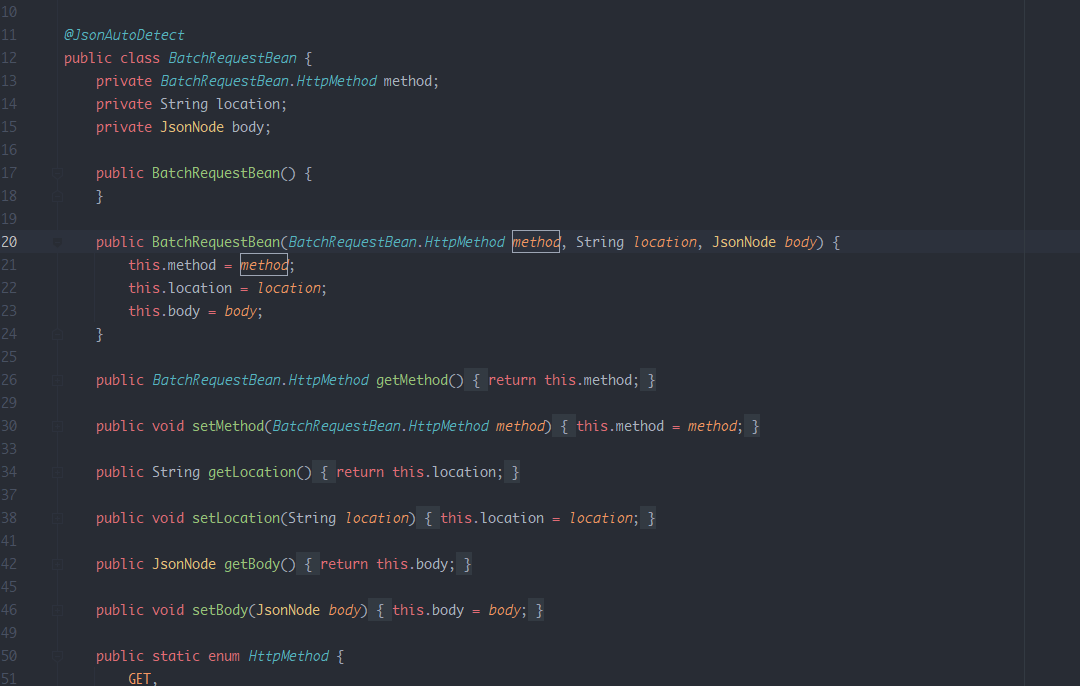 10
11 @JsonAutoDetect
12 public class BatchRequestBean {
13 private BatchRequestBean.HttpMethod method;
14 private String location;
15 private JsonNode body;
16
17 public BatchRequestBean() {
18 }
19
20 public BatchRequestBean(BatchRequestBean.HttpMethod method, String location, JsonNode body) {
21 this.method = method;
22 this.location = location;
23 this.body = body;
24 }
25
26 public BatchRequestBean.HttpMethod getMethod() { return this.method; }
29
30 public void setMethod(BatchRequestBean.HttpMethod method) { this.method = method; }
33
34 public String getLocation() { return this.location; }
37
38 public void setLocation(String location) { this.location = location; }
41
42 public JsonNode getBody() { return this.body; }
45
46 public void setBody(JsonNode body) { this.body = body; }
49
50 public static enum HttpMethod {
51 GET,